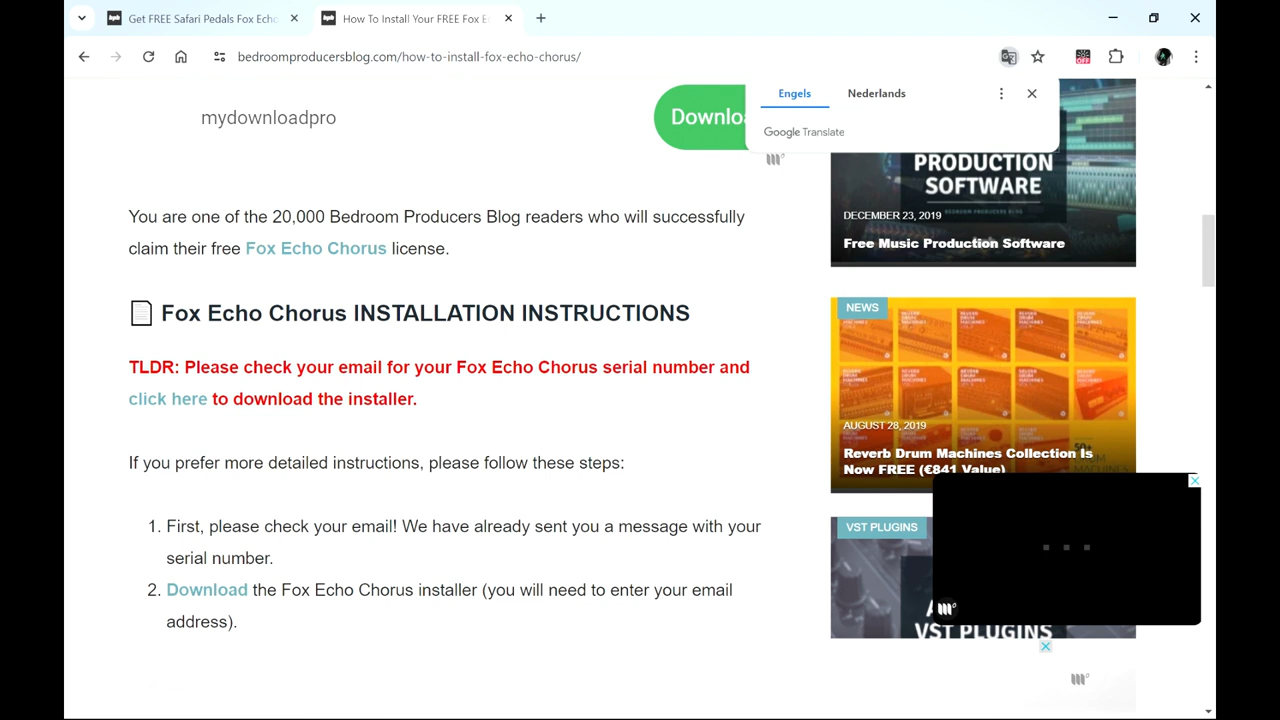 Get FREE Safari Pedals Fox Echo
How To Install Your FREE Fox E
bedroomproducersblog.com/how-to-install-fox-echo-chorus/
OFF
Engels
Nederlands
Google Translate
mydownloadpro
Downlo
You are one of the 20,000 Bedroom Producers Blog readers who will successfully
claim their free Fox Echo Chorus license.
Fox Echo Chorus INSTALLATION INSTRUCTIONS
TLDR: Please check your email for your Fox Echo Chorus serial number and
click here to download the installer.
If you prefer more detailed instructions, please follow these steps:
1. First, please check your email! We have already sent you a message with your
serial number.
2. Download the Fox Echo Chorus installer (you will need to enter your email
address).
PRODUCTION
SOFTWARE
DECEMBER 23, 2019
Free Music Production Software
NEWS
AUGUST 28, 2019
Reverb Drum Machines Collection Is
Now FREE (€841 Value)
VST PLUGINS
VST PLUGINS